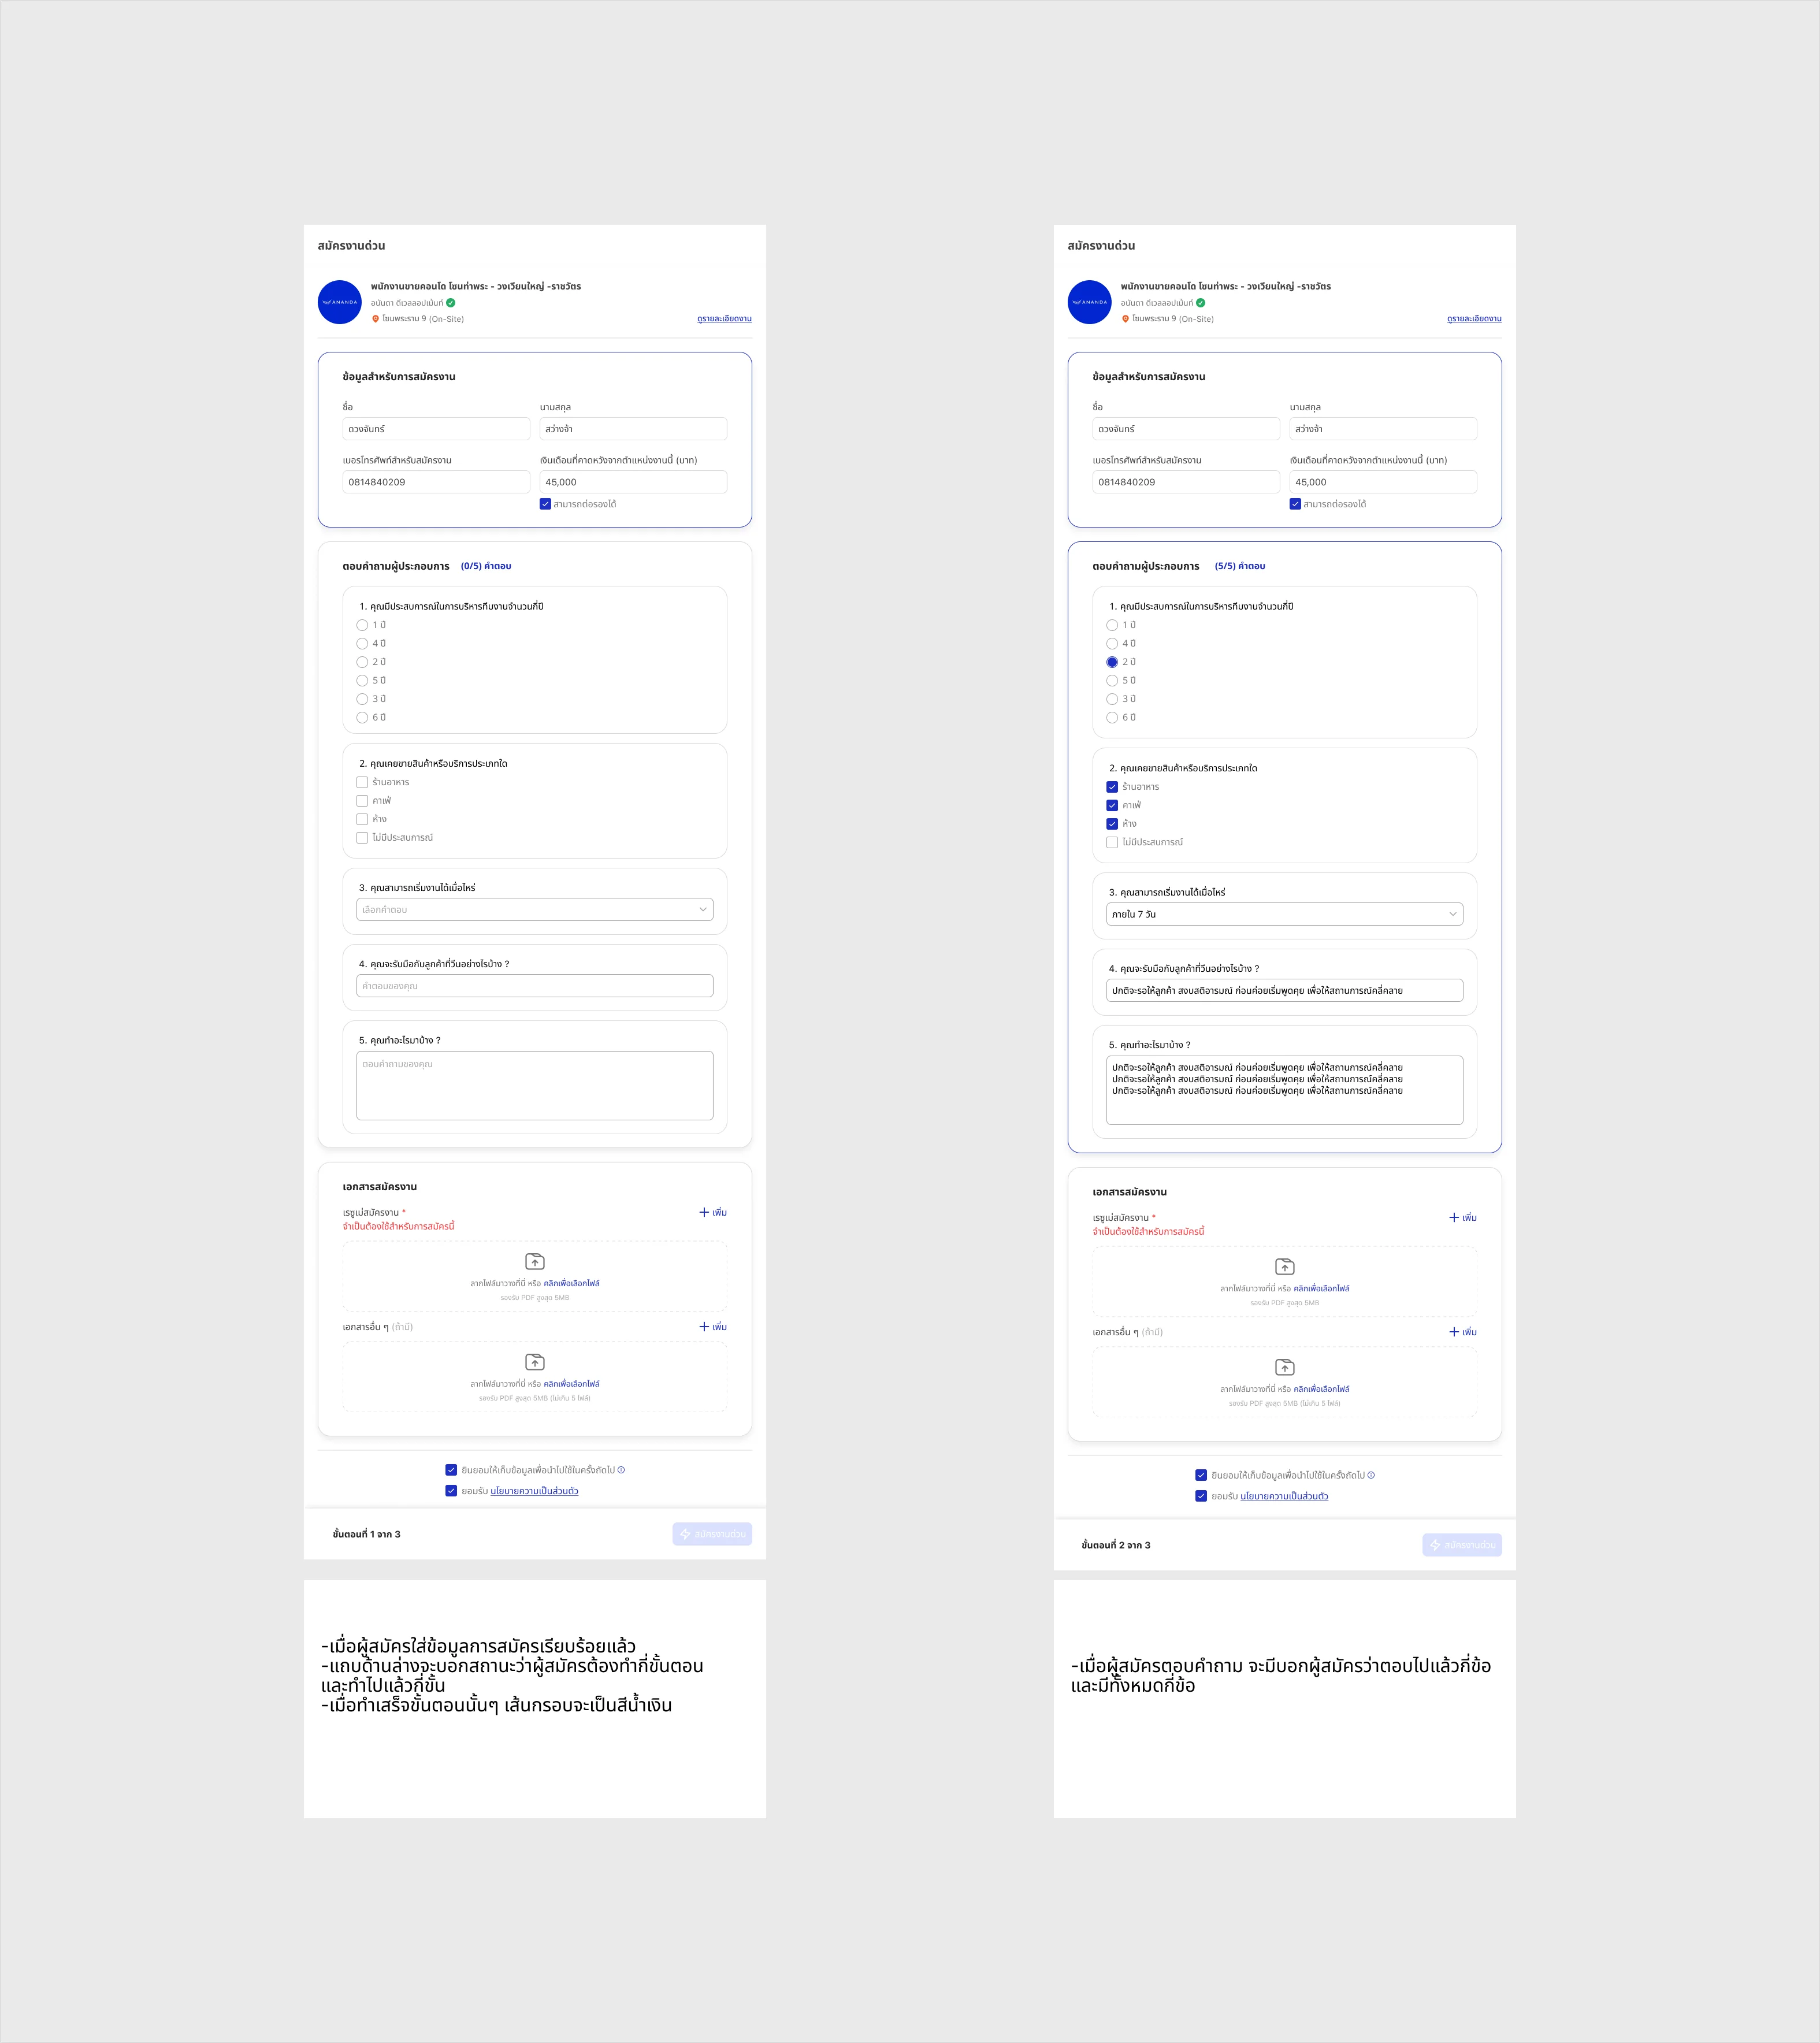 สมัครงานด่วน
ANANDA
พนักงานขายคอนโด โซนท่าพระ - วงเวียนใหญ่ -ราชวัตร
อนันดา ดีเวลลอปเม้นท์
โซนพระราม 9 (On-Site)
ดูรายละเอียดงาน
ข้อมูลสำหรับการสมัครงาน
ชื่อ
นามสกุล
ดวงจันทร์
สว่างจ้า
เบอร์โทรศัพท์สำหรับสมัครงาน
เงินเดือนที่คาดหวังจากตำแหน่งงานนี้ (บาท)
0814840209
45,000
สามารถต่อรองได้
ตอบคำถามผู้ประกอบการ (0/5) คำตอบ
1. คุณมีประสบการณ์ในการบริหารทีมงานจำนวนกี่ปี
1 ปี
4 ปี
2 ปี
5 ปี
3 ปี
6 ปี
2. คุณเคยขายสินค้าหรือบริการประเภทใด
ร้านอาหาร
คาเฟ่
ห้าง
ไม่มีประสบการณ์
3. คุณสามารถเริ่มงานได้เมื่อไหร่
เลือกคำตอบ
4. คุณจะรับมือกับลูกค้าที่วีนอย่างไรบ้าง ?
คำตอบของคุณ
5. คุณทำอะไรมาบ้าง ?
ตอบคำถามของคุณ
เอกสารสมัครงาน
เรซูเม่สมัครงาน *
เพิ่ม
จำเป็นต้องใช้สำหรับการสมัครนี้
ลากไฟล์มาวางที่นี่ หรือ คลิกเพื่อเลือกไฟล์
รองรับ PDF สูงสุด 5MB
เอกสารอื่น ๆ (ถ้ามี)
เพิ่ม
ลากไฟล์มาวางที่นี่ หรือ คลิกเพื่อเลือกไฟล์
รองรับ PDF สูงสุด 5MB (ไม่เกิน 5 ไฟล์)
ยินยอมให้เก็บข้อมูลเพื่อนำไปใช้ในครั้งถัดไป
ยอมรับ นโยบายความเป็นส่วนตัว
ขั้นตอนที่ 1 จาก 3
สมัครงานด่วน
-เมื่อผู้สมัครใส่ข้อมูลการสมัครเรียบร้อยแล้ว
-แถบด้านล่างจะบอกสถานะว่าผู้สมัครต้องทำกี่ขั้นตอน
และทำไปแล้วกี่ขั้น
-เมื่อทำเสร็จขั้นตอนนั้นๆ เส้นกรอบจะเป็นสีน้ำเงิน
สมัครงานด่วน
ANANDA
พนักงานขายคอนโด โซนท่าพระ - วงเวียนใหญ่ -ราชวัตร
อนันดา ดีเวลลอปเม้นท์
โซนพระราม 9 (On-Site)
ดูรายละเอียดงาน
ข้อมูลสำหรับการสมัครงาน
ชื่อ
นามสกุล
ดวงจันทร์
สว่างจ้า
เบอร์โทรศัพท์สำหรับสมัครงาน
เงินเดือนที่คาดหวังจากตำแหน่งงานนี้ (บาท)
0814840209
45,000
สามารถต่อรองได้
ตอบคำถามผู้ประกอบการ (5/5) คำตอบ
1. คุณมีประสบการณ์ในการบริหารทีมงานจำนวนกี่ปี
1 ปี
4 ปี
2 ปี
5 ปี
3 ปี
6 ปี
2. คุณเคยขายสินค้าหรือบริการประเภทใด
ร้านอาหาร
คาเฟ่
ห้าง
ไม่มีประสบการณ์
3. คุณสามารถเริ่มงานได้เมื่อไหร่
ภายใน 7 วัน
4. คุณจะรับมือกับลูกค้าที่วีนอย่างไรบ้าง ?
ปกติจะรอให้ลูกค้า สงบสติอารมณ์ ก่อนค่อยเริ่มพูดคุย เพื่อให้สถานการณ์คลี่คลาย
5. คุณทำอะไรมาบ้าง ?
ปกติจะรอให้ลูกค้า สงบสติอารมณ์ ก่อนค่อยเริ่มพูดคุย เพื่อให้สถานการณ์คลี่คลาย
ปกติจะรอให้ลูกค้า สงบสติอารมณ์ ก่อนค่อยเริ่มพูดคุย เพื่อให้สถานการณ์คลี่คลาย
ปกติจะรอให้ลูกค้า สงบสติอารมณ์ ก่อนค่อยเริ่มพูดคุย เพื่อให้สถานการณ์คลี่คลาย
เอกสารสมัครงาน
เรซูเม่สมัครงาน *
เพิ่ม
จำเป็นต้องใช้สำหรับการสมัครนี้
ลากไฟล์มาวางที่นี่ หรือ คลิกเพื่อเลือกไฟล์
รองรับ PDF สูงสุด 5MB
เอกสารอื่น ๆ (ถ้ามี)
เพิ่ม
ลากไฟล์มาวางที่นี่ หรือ คลิกเพื่อเลือกไฟล์
รองรับ PDF สูงสุด 5MB (ไม่เกิน 5 ไฟล์)
ยินยอมให้เก็บข้อมูลเพื่อนำไปใช้ในครั้งถัดไป
ยอมรับ นโยบายความเป็นส่วนตัว
ขั้นตอนที่ 2 จาก 3
สมัครงานด่วน
-เมื่อผู้สมัครตอบคำถาม จะมีบอกผู้สมัครว่าตอบไปแล้วกี่ข้อ
และมีทั้งหมดกี่ข้อ